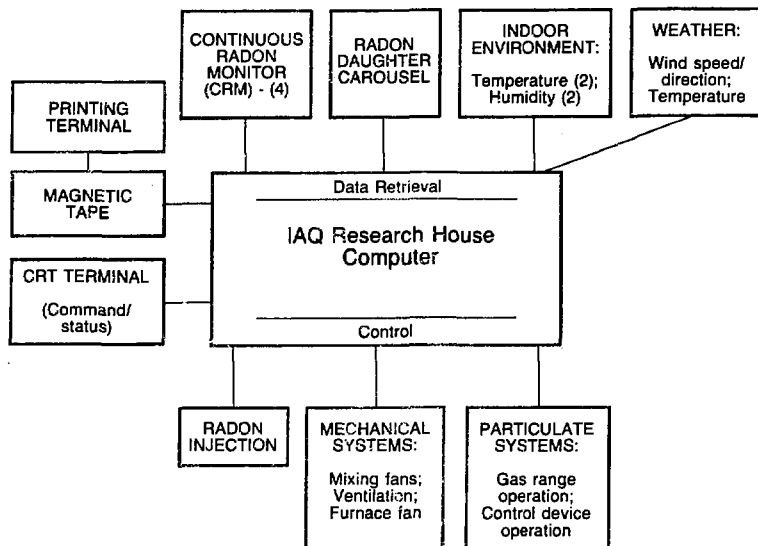 CONTINUOUS
RADON
MONITOR
(CRM) - (4)
RADON
DAUGHTER
CAROUSEL
INDOOR
ENVIRONMENT:
Temperature (2);
Humidity (2)
WEATHER:
Wind speed/
direction;
Temperature
PRINTING
TERMINAL
MAGNETIC
TAPE
CRT TERMINAL
(Command/
status)
Data Retrieval
IAQ Research House
Computer
Control
RADON
INJECTION
MECHANICAL
SYSTEMS:
Mixing fans;
Ventilation;
Furnace fan
PARTICULATE
SYSTEMS:
Gas range
operation;
Control device
operation